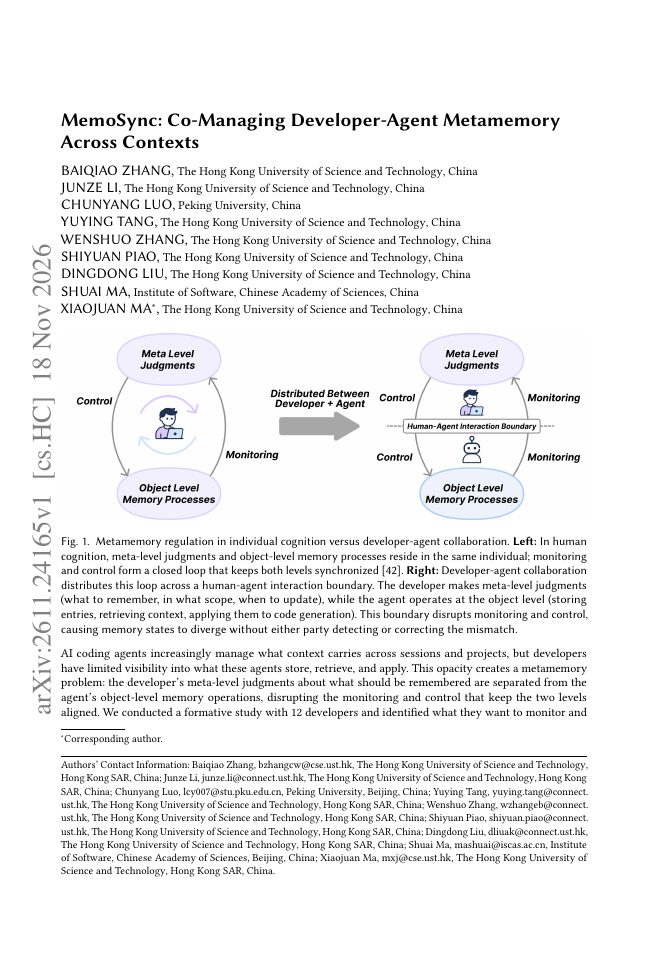 MemoSync: Co-Managing Developer-Agent Metamemory
Across Contexts
BAIQIAO ZHANG, The Hong Kong University of Science and Technology, China
JUNZE LI, The Hong Kong University of Science and Technology, China
CHUNYANG LUO, Peking University, China
YUYING TANG, The Hong Kong University of Science and Technology, China
WENSHUO ZHANG, The Hong Kong University of Science and Technology, China
SHIYUAN PIAO, The Hong Kong University of Science and Technology, China
DINGDONG LIU, The Hong Kong University of Science and Technology, China
SHUAI MA, Institute of Software, Chinese Academy of Sciences, China
XIAOJUAN MA*, The Hong Kong University of Science and Technology, China
arXiv:2611.24165v1 [cs.HC] 18 Nov 2026
Meta Level
Judgments
Control
Monitoring
Object Level
Memory Processes
Distributed Between
Developer + Agent
Meta Level
Judgments
Control
Monitoring
Human-Agent Interaction Boundary
Control
Monitoring
Object Level
Memory Processes
Fig. 1. Metamemory regulation in individual cognition versus developer-agent collaboration. Left: In human
cognition, meta-level judgments and object-level memory processes reside in the same individual; monitoring
and control form a closed loop that keeps both levels synchronized [42]. Right: Developer-agent collaboration
distributes this loop across a human-agent interaction boundary. The developer makes meta-level judgments
(what to remember, in what scope, when to update), while the agent operates at the object level (storing
entries, retrieving context, applying them to code generation). This boundary disrupts monitoring and control,
causing memory states to diverge without either party detecting or correcting the mismatch.
AI coding agents increasingly manage what context carries across sessions and projects, but developers
have limited visibility into what these agents store, retrieve, and apply. This opacity creates a metamemory
problem: the developer's meta-level judgments about what should be remembered are separated from the
agent's object-level memory operations, disrupting the monitoring and control that keep the two levels
aligned. We conducted a formative study with 12 developers and identified what they want to monitor and
*Corresponding author.
Authors' Contact Information: Baiqiao Zhang, bzhangcw@cse.ust.hk, The Hong Kong University of Science and Technology,
Hong Kong SAR, China; Junze Li, junze.li@connect.ust.hk, The Hong Kong University of Science and Technology, Hong Kong
SAR, China; Chunyang Luo, lcy007@stu.pku.edu.cn, Peking University, Beijing, China; Yuying Tang, yuying.tang@connect.
ust.hk, The Hong Kong University of Science and Technology, Hong Kong SAR, China; Wenshuo Zhang, wzhangeb@connect.
ust.hk, The Hong Kong University of Science and Technology, Hong Kong SAR, China; Shiyuan Piao, shiyuan.piao@connect.
ust.hk, The Hong Kong University of Science and Technology, Hong Kong SAR, China; Dingdong Liu, dliuak@connect.ust.hk,
The Hong Kong University of Science and Technology, Hong Kong SAR, China; Shuai Ma, mashuai@iscas.ac.cn, Institute
of Software, Chinese Academy of Sciences, Beijing, China; Xiaojuan Ma, mxj@cse.ust.hk, The Hong Kong University of
Science and Technology, Hong Kong SAR, China.